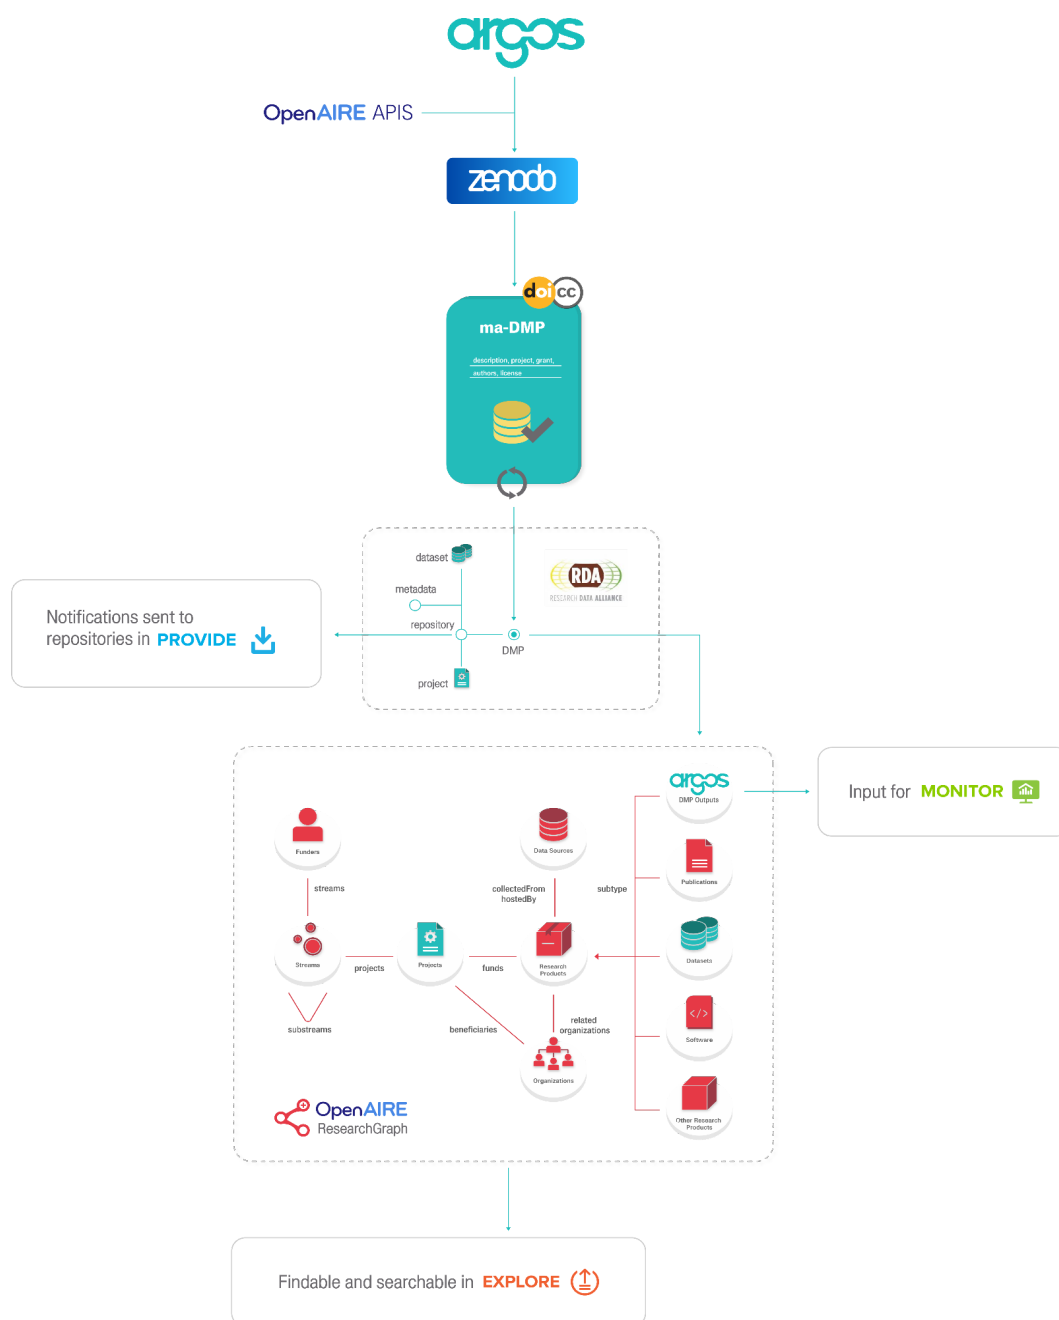 argos
OpenAIRE APIS
zenodo
doi cc
ma-DMP
description, project, grant,
authors, license
dataset
metadata
repository
project
DMP
RDA
RESEARCH DATA ALLIANCE
Notifications sent to
repositories in PROVIDE
argos
DMP Outputs
Input for MONITOR
Funders
Data Sources
streams
collectedFrom
hostedBy
subtype
Publications
Streams
projects
Projects
funds
Research
Products
Datasets
substreams
beneficiaries
related
organizations
Software
Organizations
OpenAIRE
ResearchGraph
Other Research
Products
Findable and searchable in EXPLORE